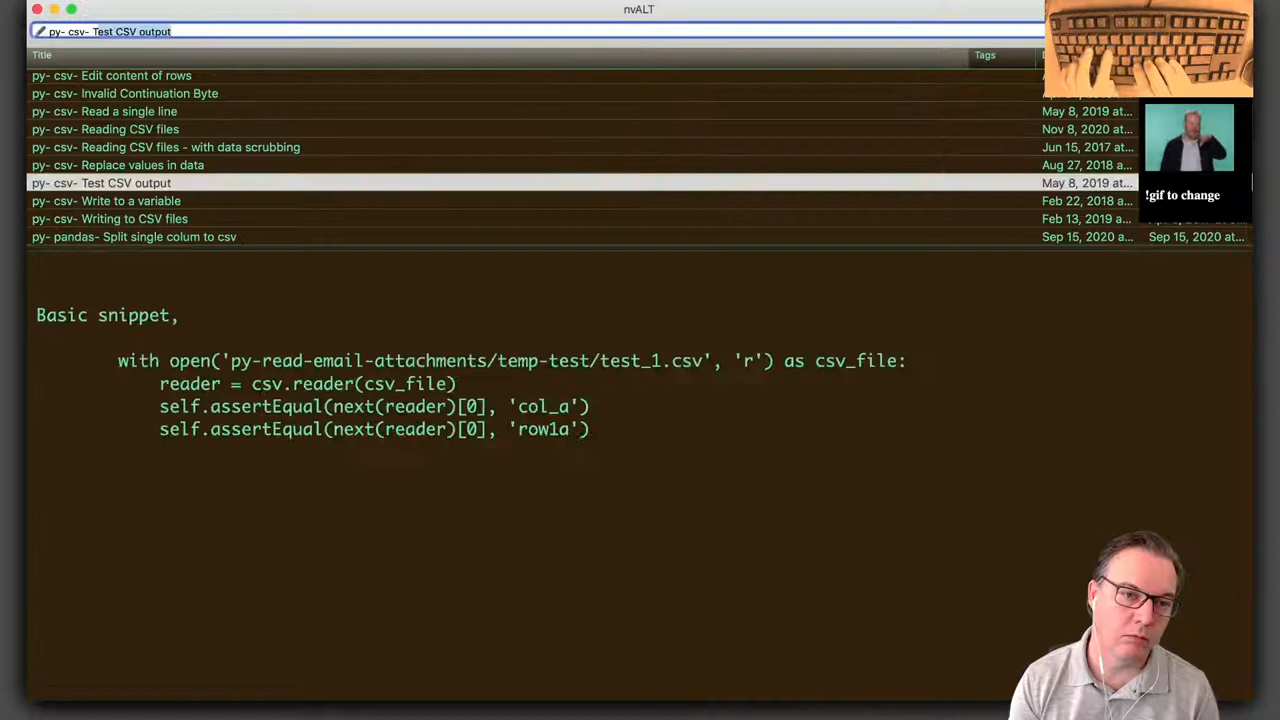 nvALT
py- csv- Test CSV output
Title Tags
py- csv- Edit content of rows
py- csv- Invalid Continuation Byte
py- csv- Read a single line May 8, 2019 at...
py- csv- Reading CSV files Nov 8, 2020 at...
py- csv- Reading CSV files - with data scrubbing Jun 15, 2017 at...
py- csv- Replace values in data Aug 27, 2018 a...
py- csv- Test CSV output May 8, 2019 at...
py- csv- Write to a variable Feb 22, 2018 a...
py- csv- Writing to CSV files Feb 13, 2019 a...
py- pandas- Split single colum to csv Sep 15, 2020 a... Sep 15, 2020 at...
!gif to change
Basic snippet,
with open('py-read-email-attachments/temp-test/test_1.csv', 'r') as csv_file:
reader = csv.reader(csv_file)
self.assertEqual(next(reader)[0], 'col_a')
self.assertEqual(next(reader)[0], 'row1a')